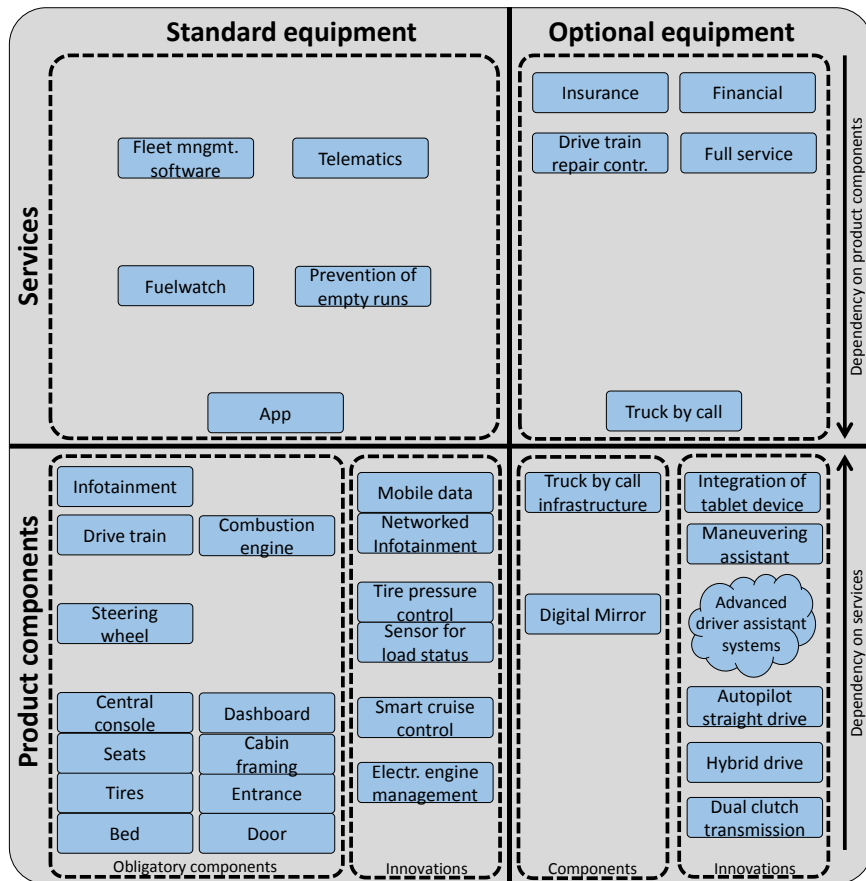 Standard equipment
Optional equipment
Services
Fleet mngmt.
software
Telematics
Fuelwatch
Prevention of
empty runs
App
Insurance
Financial
Drive train
repair contr.
Full service
Truck by call
Dependency on product components
Product components
Infotainment
Drive train
Combustion
engine
Steering
wheel
Central
console
Dashboard
Seats
Cabin
framing
Tires
Entrance
Bed
Door
Obligatory components
Mobile data
Networked
Infotainment
Tire pressure
control
Sensor for
load status
Smart cruise
control
Electr. engine
management
Innovations
Truck by call
infrastructure
Digital Mirror
Components
Integration of
tablet device
Maneuvering
assistant
Advanced
driver assistant
systems
Autopilot
straight drive
Hybrid drive
Dual clutch
transmission
Innovations
Dependency on services